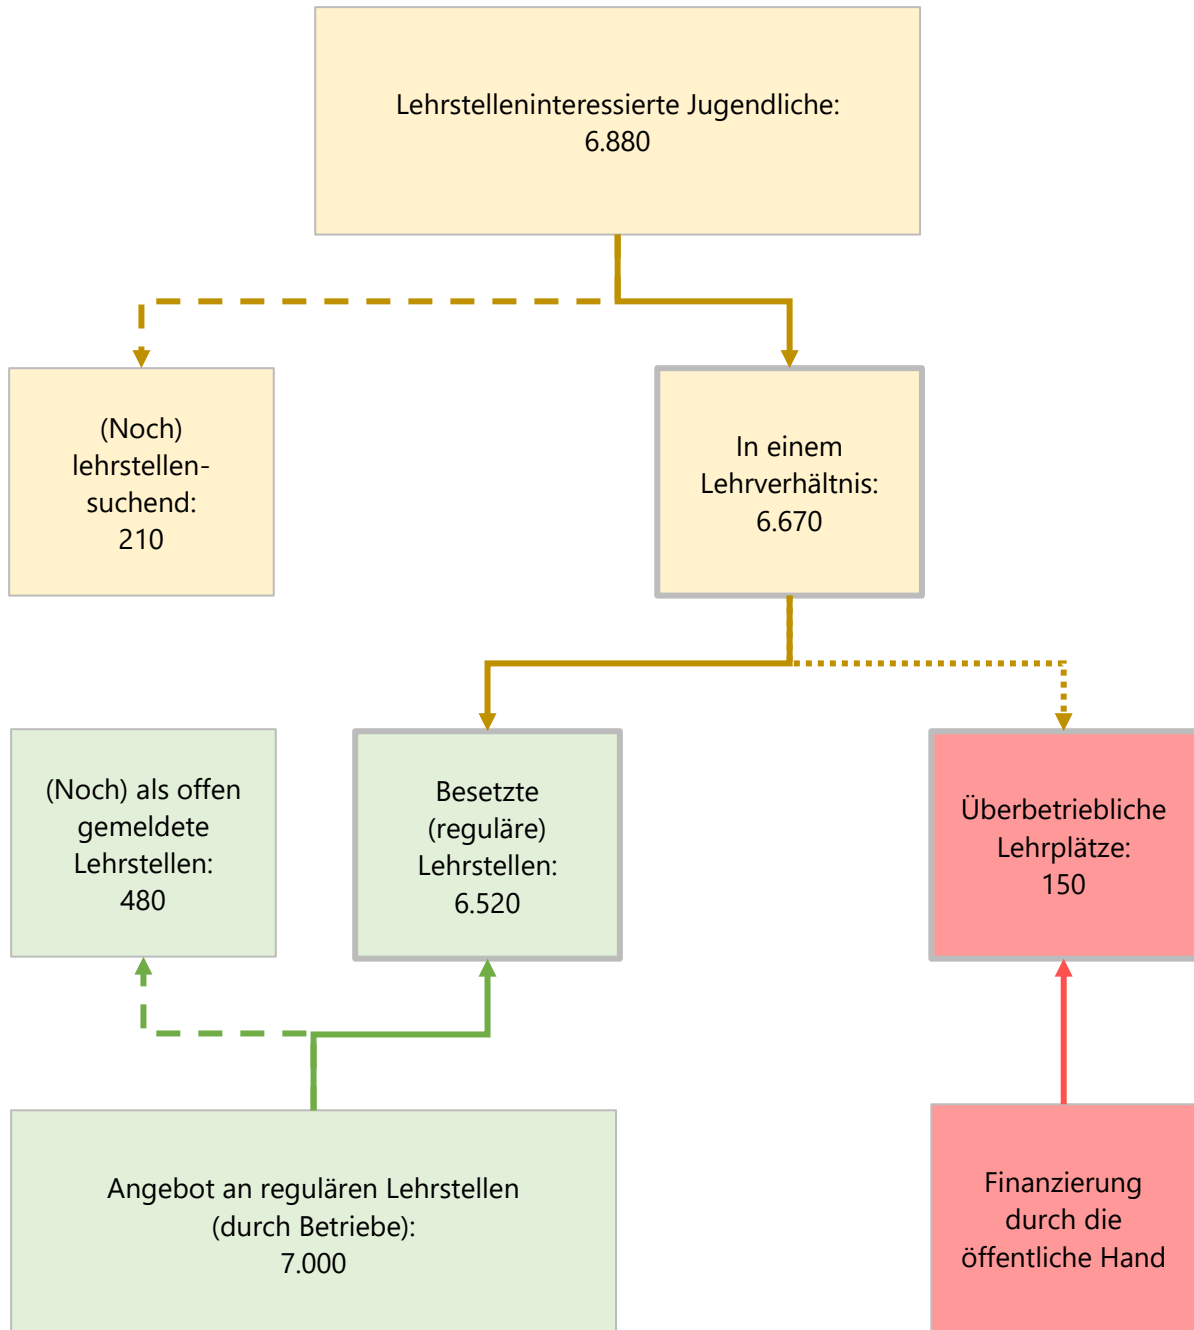 Lehrstelleninteressierte Jugendliche:
6.880
(Noch)
lehrstellen-
suchend:
210
In einem
Lehrverhältnis:
6.670
(Noch) als offen
gemeldete
Lehrstellen:
480
Besetzte
(reguläre)
Lehrstellen:
6.520
Überbetriebliche
Lehrplätze:
150
Angebot an regulären Lehrstellen
(durch Betriebe):
7.000
Finanzierung
durch die
öffentliche Hand